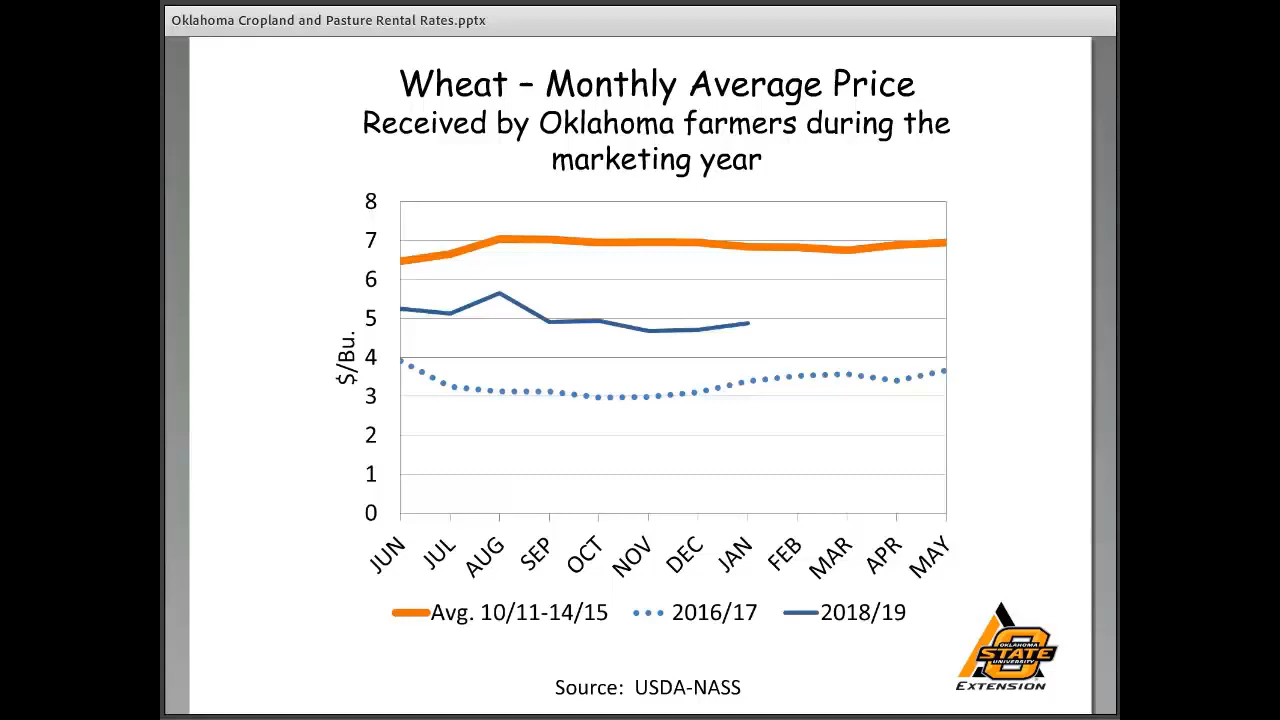 Oklahoma Cropland and Pasture Rental Rates.pptx
Wheat – Monthly Average Price
Received by Oklahoma farmers during the
marketing year
8
7
6
5
4
3
2
1
0
$/Bu.
JUN JUL AUG SEP OCT NOV DEC JAN FEB MAR APR MAY
Avg. 10/11-14/15 2016/17 2018/19
OKLAHOMA
STATE
UNIVERSITY
EXTENSION
Source: USDA-NASS